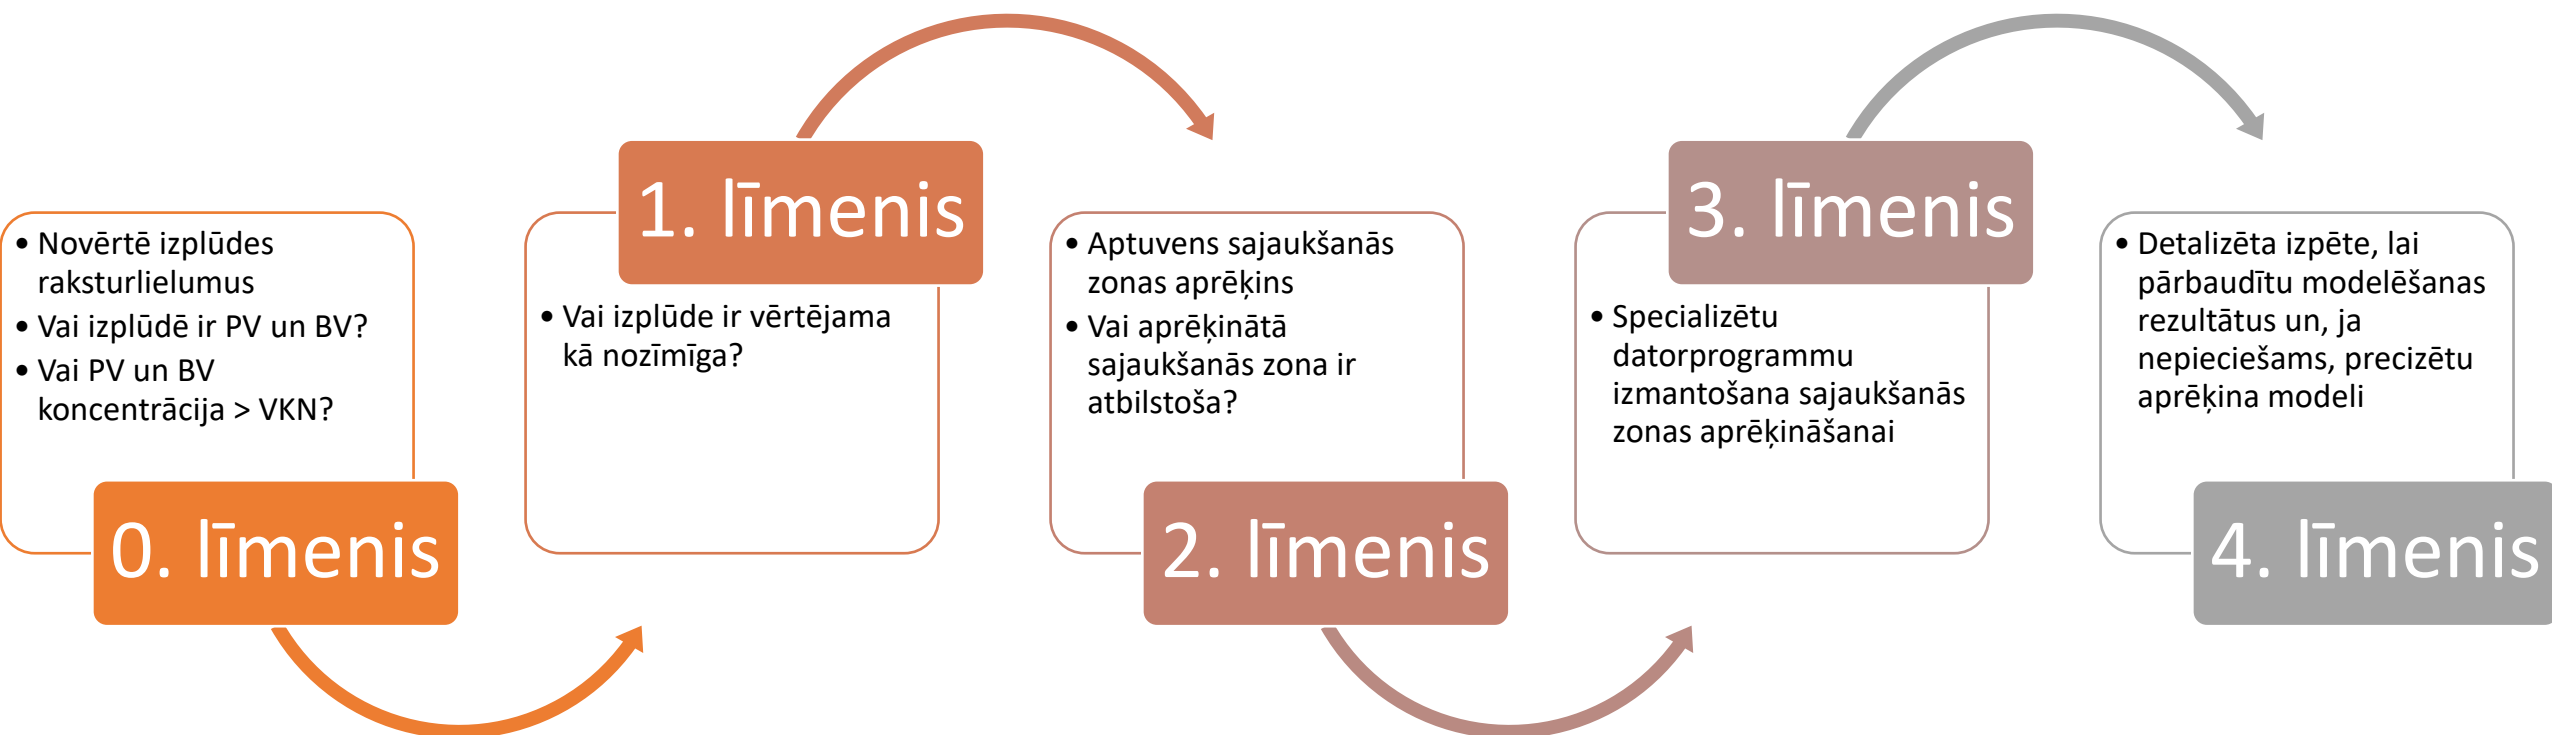 • Novērtē izplūdes
raksturlielumus
• Vai izplūdē ir PV un BV?
• Vai PV un BV
koncentrācija > VKN?
0. līmenis
1. līmenis
• Vai izplūde ir vērtējama
kā nozīmīga?
• Aptuvens sajaukšanās
zonas aprēķins
• Vai aprēķinātā
sajaukšanās zona ir
atbilstoša?
2. līmenis
3. līmenis
• Specializētu
datorprogrammu
izmantošana sajaukšanās
zonas aprēķināšanai
• Detalizēta izpēte, lai
pārbaudītu modelēšanas
rezultātus un, ja
nepieciešams, precizētu
aprēķina modeli
4. līmenis